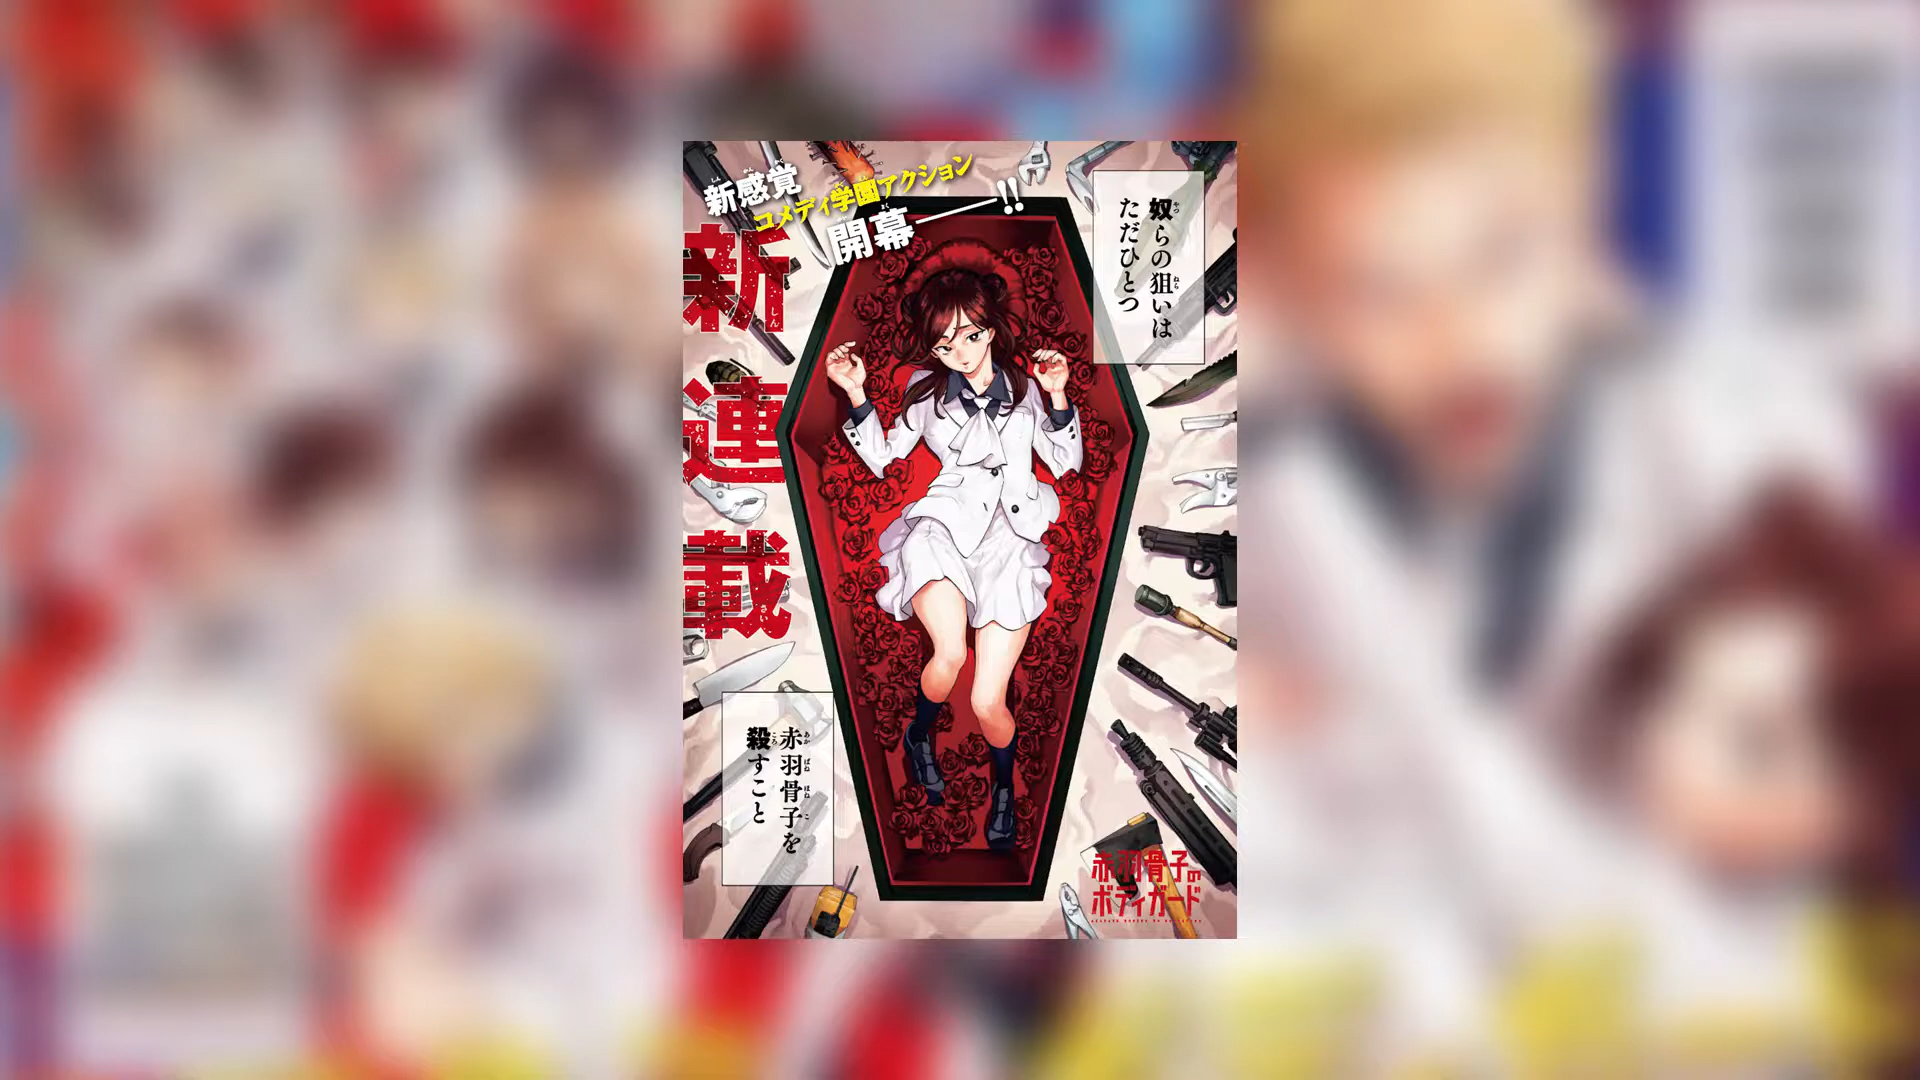 新感覚
コメディ学園アクション
開幕――!!
新連載
奴らの狙いは
ただひとつ
赤羽骨子を
殺すこと
赤羽骨子の
ボディガード